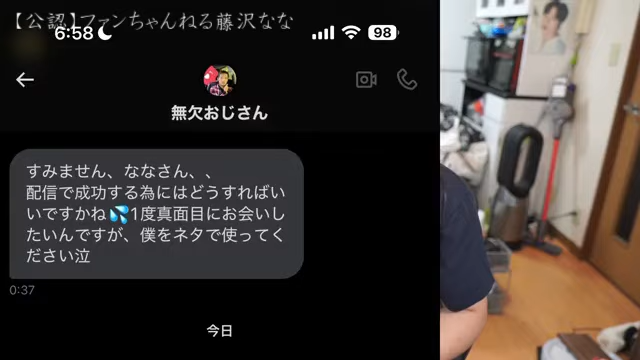 【公認】ファンちゃんねる藤沢なな
6:58
98
無欠おじさん
すみません、ななさん、、
配信で成功する為にはどうすればい
いですかね💦1度真面目にお会いし
たいんですが、僕をネタで使ってく
ださい泣
0:37
今日